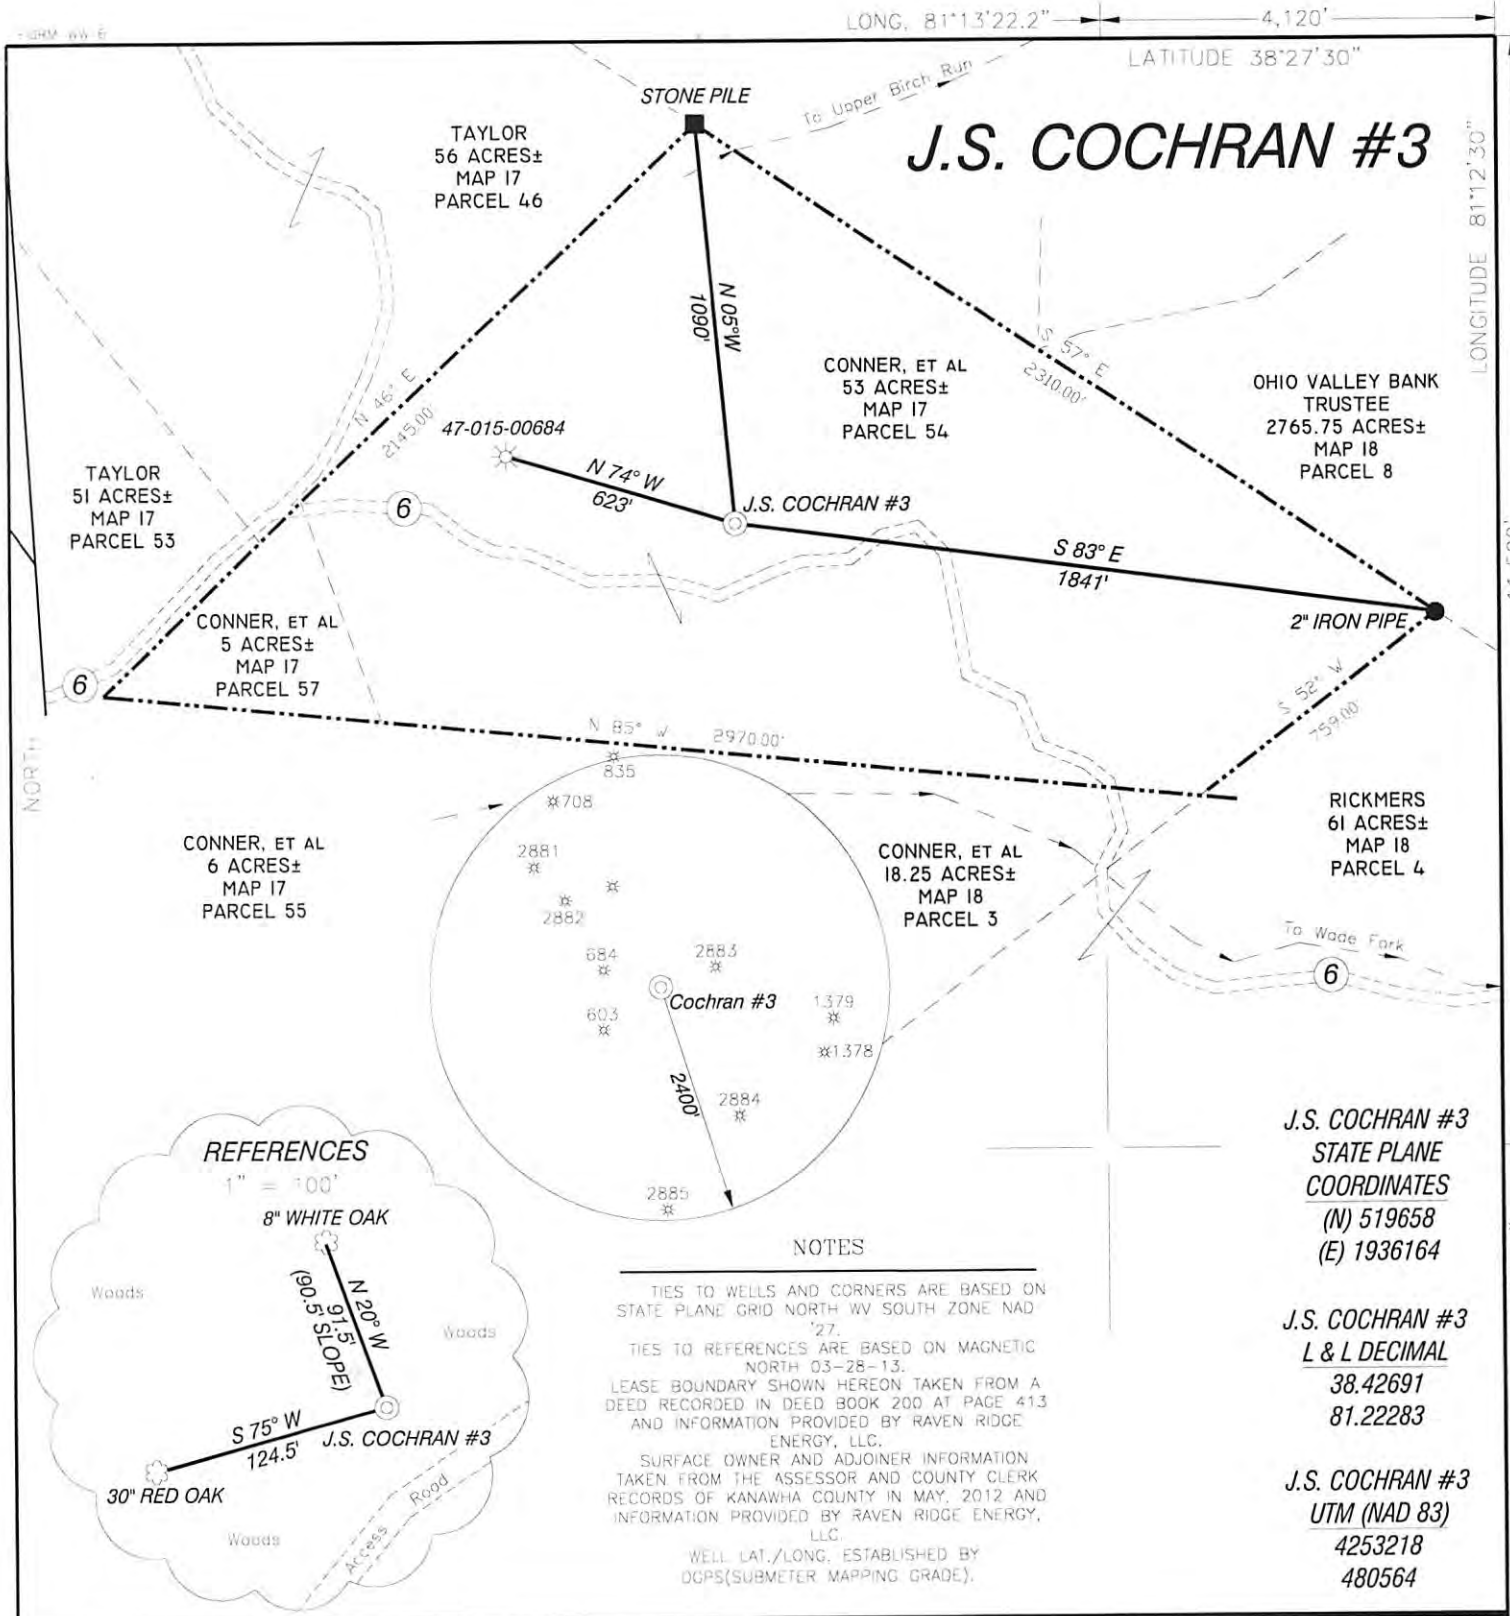 LONG. 81°13'22.2"
4,120'
LATITUDE 38°27'30"
LONGITUDE 81°12'30"
J.S. COCHRAN #3
STONE PILE
To Upper Birch Run
TAYLOR
56 ACRES±
MAP 17
PARCEL 46
N 05°W
1090'
N 46° E
2145.00'
S 57° E
2310.00'
CONNER, ET AL
53 ACRES±
MAP 17
PARCEL 54
OHIO VALLEY BANK
TRUSTEE
2765.75 ACRES±
MAP 18
PARCEL 8
47-015-00684
N 74° W
623'
J.S. COCHRAN #3
TAYLOR
51 ACRES±
MAP 17
PARCEL 53
6
S 83° E
1841'
2" IRON PIPE
CONNER, ET AL
5 ACRES±
MAP 17
PARCEL 57
6
NORTH
N 85° W 2970.00'
S 52° W
759.00'
CONNER, ET AL
6 ACRES±
MAP 17
PARCEL 55
835
708
2881
2882
684
2883
Cochran #3
603
1379
1378
2400'
2884
2885
CONNER, ET AL
18.25 ACRES±
MAP 18
PARCEL 3
RICKMERS
61 ACRES±
MAP 18
PARCEL 4
To Wade Fork
6
REFERENCES
1" = 100'
8" WHITE OAK
Woods
Woods
N 20° W
91.5'
(90.5' SLOPE)
S 75° W
124.5'
J.S. COCHRAN #3
30" RED OAK
Woods
Access Road
NOTES
TIES TO WELLS AND CORNERS ARE BASED ON
STATE PLANE GRID NORTH WV SOUTH ZONE NAD
'27.
TIES TO REFERENCES ARE BASED ON MAGNETIC
NORTH 03-28-13.
LEASE BOUNDARY SHOWN HEREON TAKEN FROM A
DEED RECORDED IN DEED BOOK 200 AT PAGE 413
AND INFORMATION PROVIDED BY RAVEN RIDGE
ENERGY, LLC.
SURFACE OWNER AND ADJOINER INFORMATION
TAKEN FROM THE ASSESSOR AND COUNTY CLERK
RECORDS OF KANAWHA COUNTY IN MAY, 2012 AND
INFORMATION PROVIDED BY RAVEN RIDGE ENERGY,
LLC.
WELL LAT./LONG. ESTABLISHED BY
DGPS(SUBMETER MAPPING GRADE).
J.S. COCHRAN #3
STATE PLANE
COORDINATES
(N) 519658
(E) 1936164
J.S. COCHRAN #3
L & L DECIMAL
38.42691
81.22283
J.S. COCHRAN #3
UTM (NAD 83)
4253218
480564